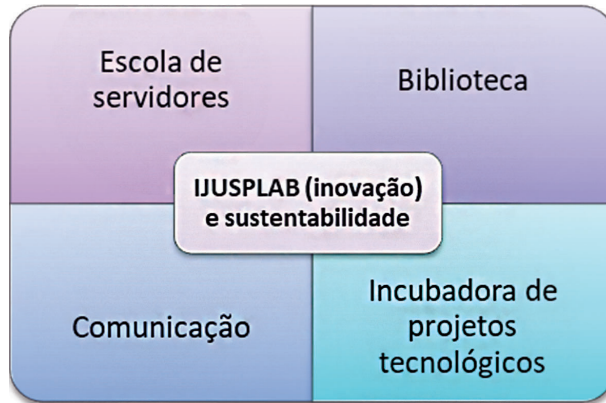 Escola de
servidores
Biblioteca
IJUSPLAB (inovação)
e sustentabilidade
Comunicação
Incubadora de
projetos
tecnológicos